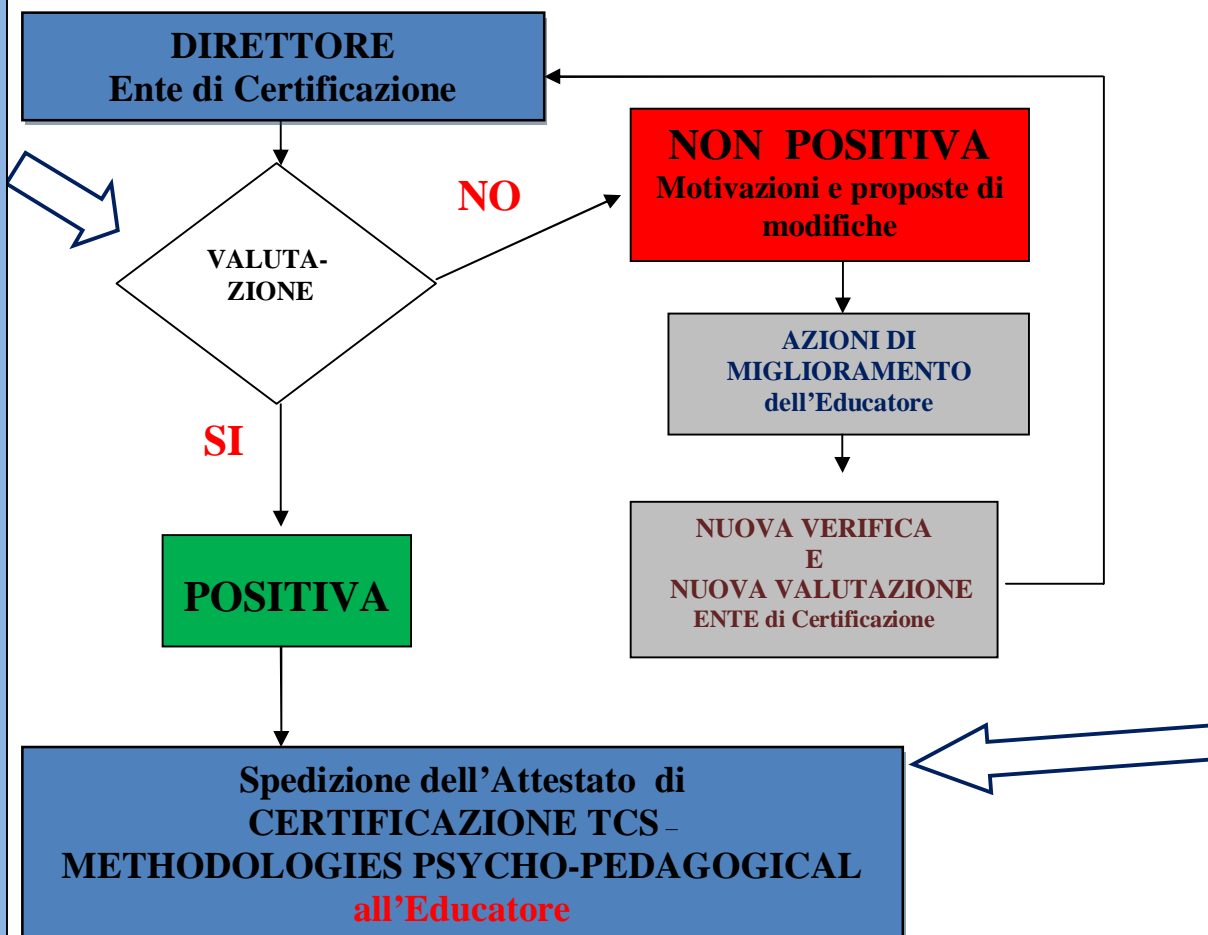 DIRETTORE
Ente di Certificazione
NON POSITIVA
Motivazioni e proposte di
modifiche
NO
VALUTA-
ZIONE
AZIONI DI
MIGLIORAMENTO
dell’Educatore
SI
NUOVA VERIFICA
E
NUOVA VALUTAZIONE
ENTE di Certificazione
POSITIVA
Spedizione dell’Attestato di
CERTIFICAZIONE TCS –
METHODOLOGIES PSYCHO-PEDAGOGICAL
all’Educatore